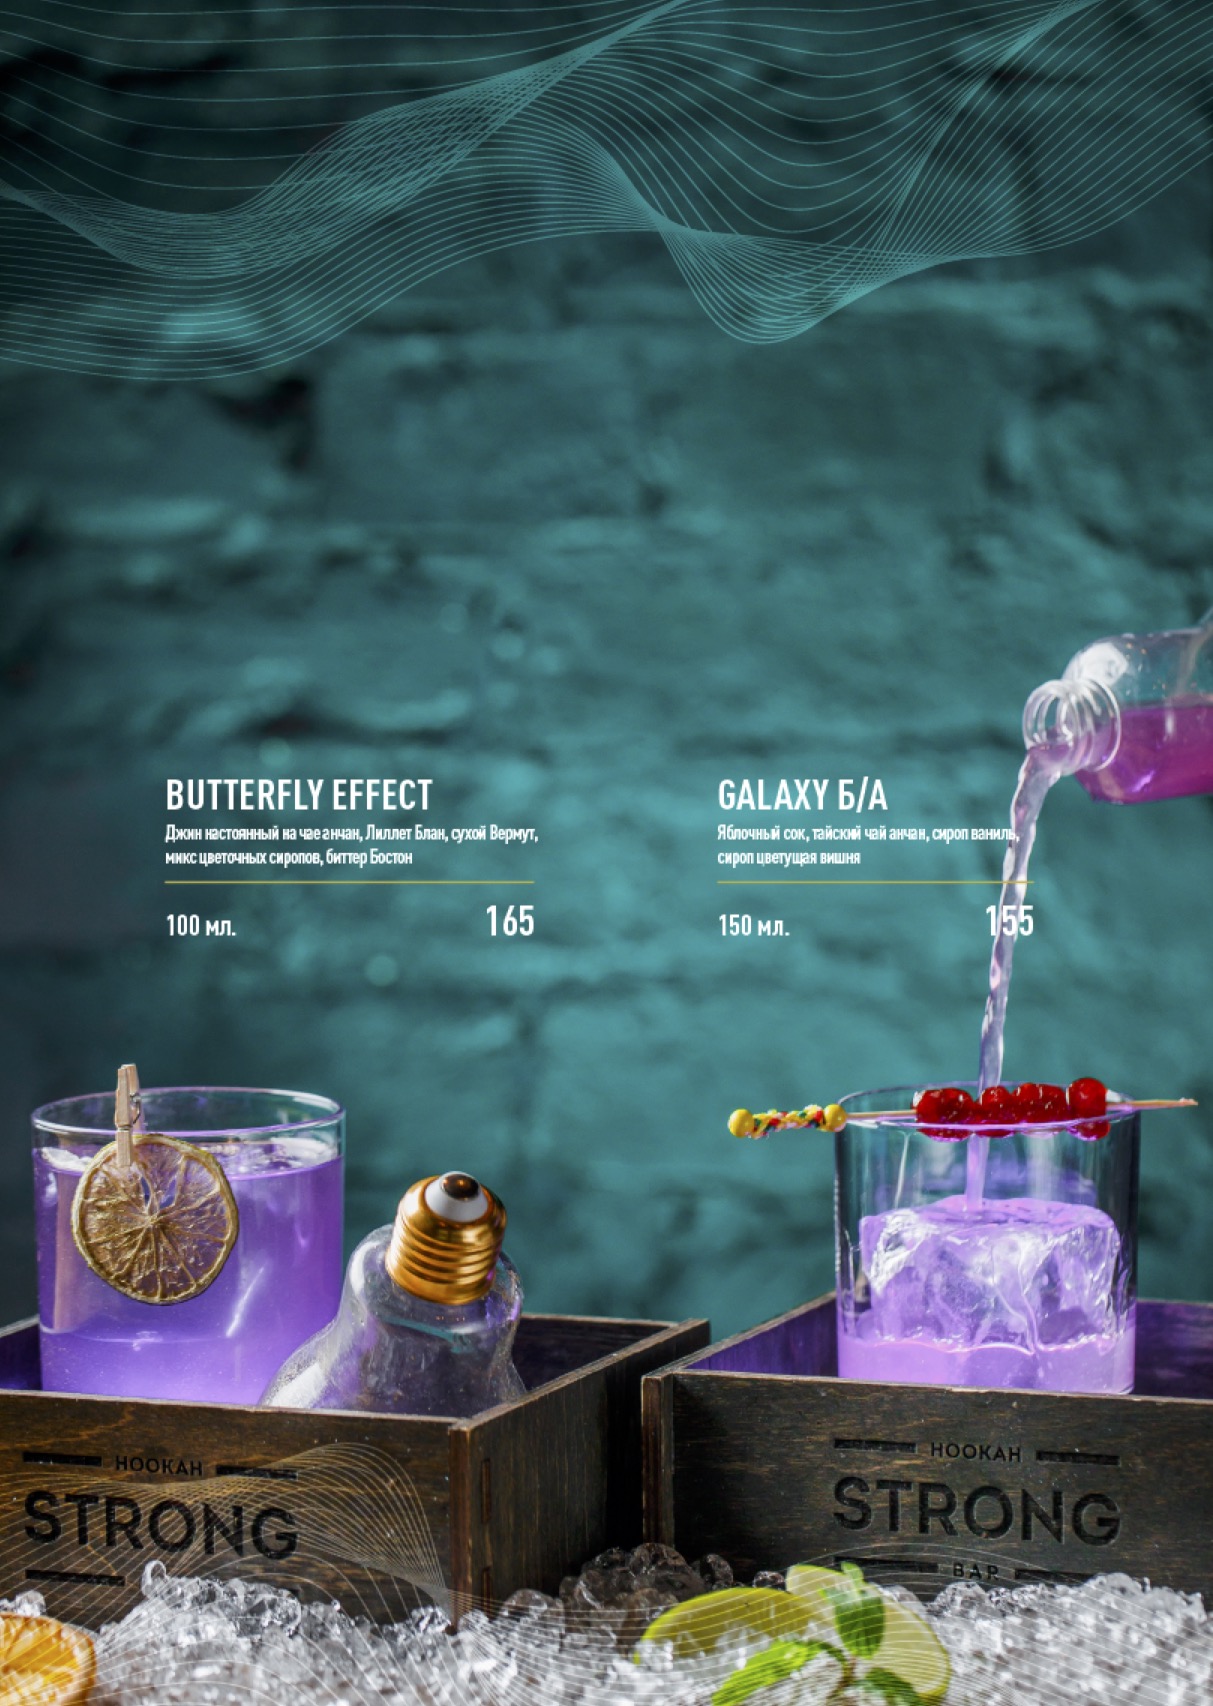 BUTTERFLY EFFECT
Джин настоянный на чае анчан, Лиллет Блан, сухой Вермут,
микс цветочных сиропов, биттер Бостон
100 мл.
165
GALAXY Б/А
Яблочный сок, тайский чай анчан, сироп ваниль,
сироп цветущая вишня
150 мл.
155
HOOKAH
STRONG
HOOKAH
STRONG
BAR